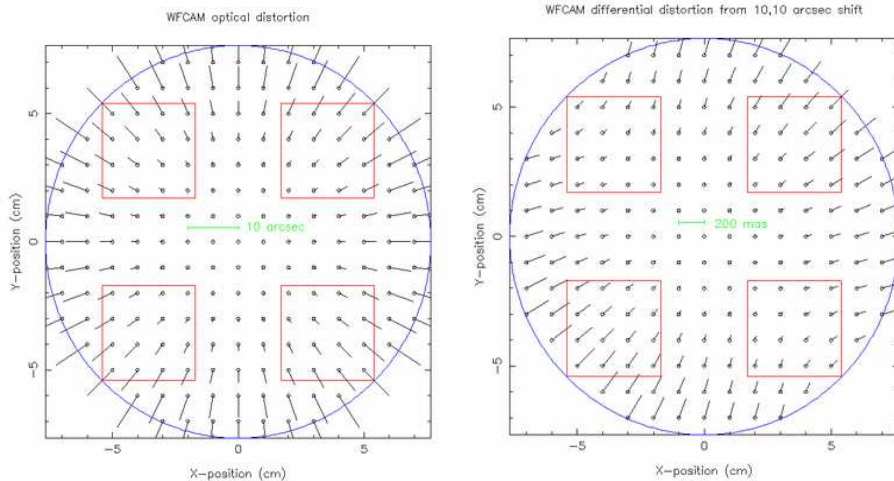 WFCAM optical distortion
5
0
−5
Y−position (cm)
10 arcsec
−5 0 5
X−position (cm)
WFCAM differential distortion from 10,10 arcsec shift
5
0
−5
Y−position (cm)
200 mas
−5 0 5
X−position (cm)